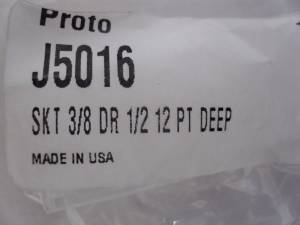 Proto
J5016
SKT 3/8 DR 1/2 12 PT DEEP
MADE IN USA